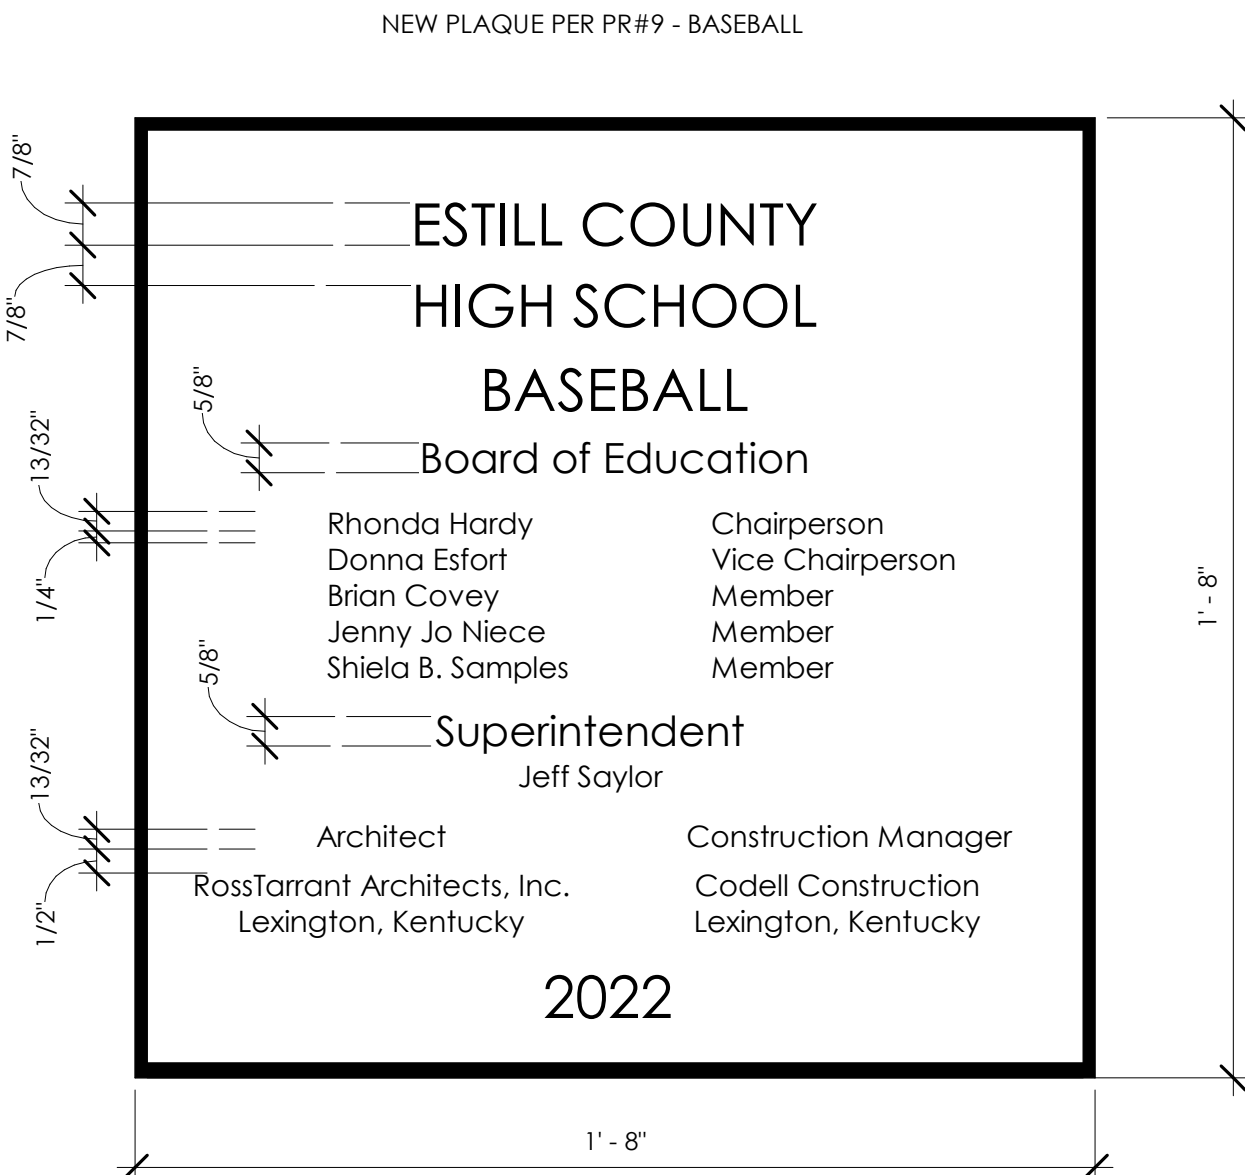 NEW PLAQUE PER PR#9 - BASEBALL
7/8"
ESTILL COUNTY
7/8"
HIGH SCHOOL
BASEBALL
5/8"
Board of Education
13/32"
Rhonda Hardy Chairperson
Donna Esfort Vice Chairperson
1/4"
Brian Covey Member
1' - 8"
Jenny Jo Niece Member
Shiela B. Samples Member
5/8"
Superintendent
Jeff Saylor
13/32"
Architect Construction Manager
RossTarrant Architects, Inc. Codell Construction
Lexington, Kentucky Lexington, Kentucky
1/2"
2022
1' - 8"